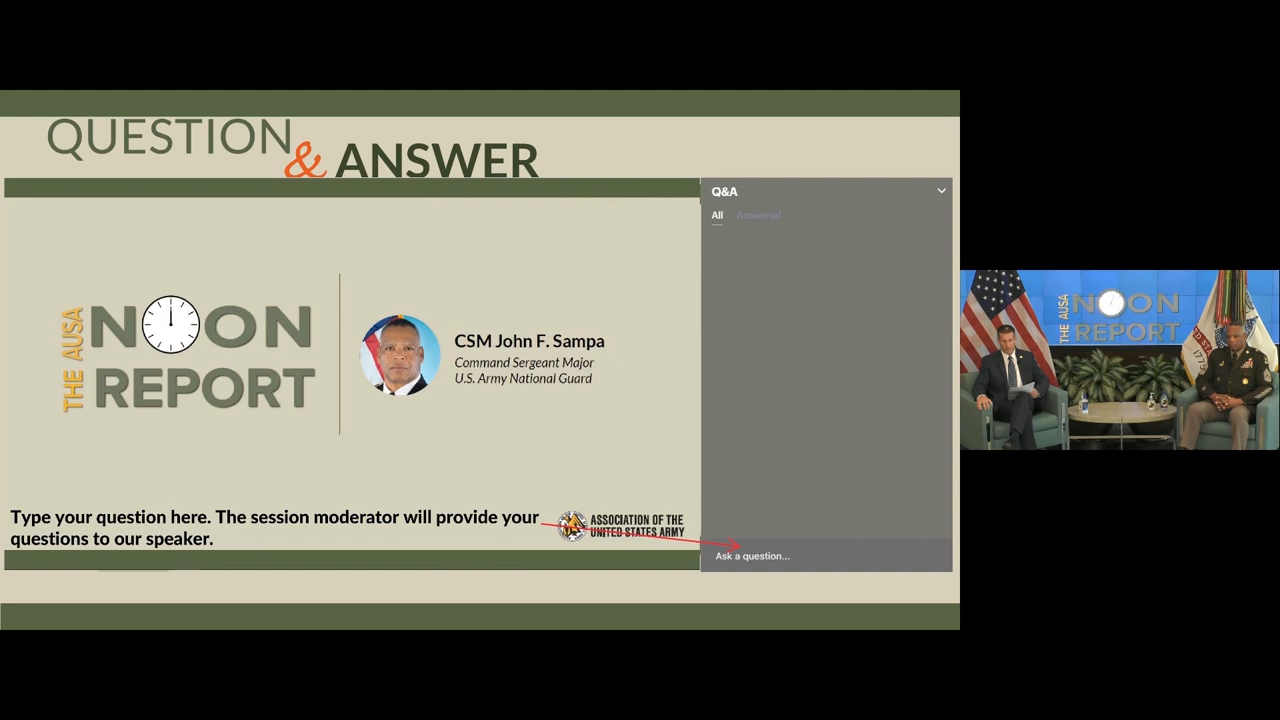 QUESTION
& ANSWER
Q&A
All Answered
THE AUSA
NOON
REPORT
CSM John F. Sampa
Command Sergeant Major
U.S. Army National Guard
Type your question here. The session moderator will provide your
questions to our speaker.
ASSOCIATION OF THE
UNITED STATES ARMY
Ask a question...
THE AUSA
NOON
REPORT